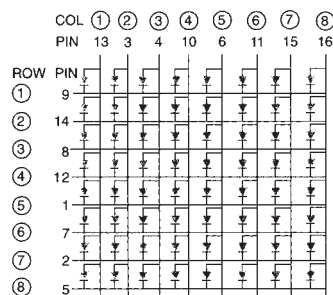 COL ① ② ③ ④ ⑤ ⑥ ⑦ ⑧
PIN 13 3 4 10 6 11 15 16
ROW PIN
① 9
② 14
③ 8
④ 12
⑤ 1
⑥ 7
⑦ 2
⑧ 5